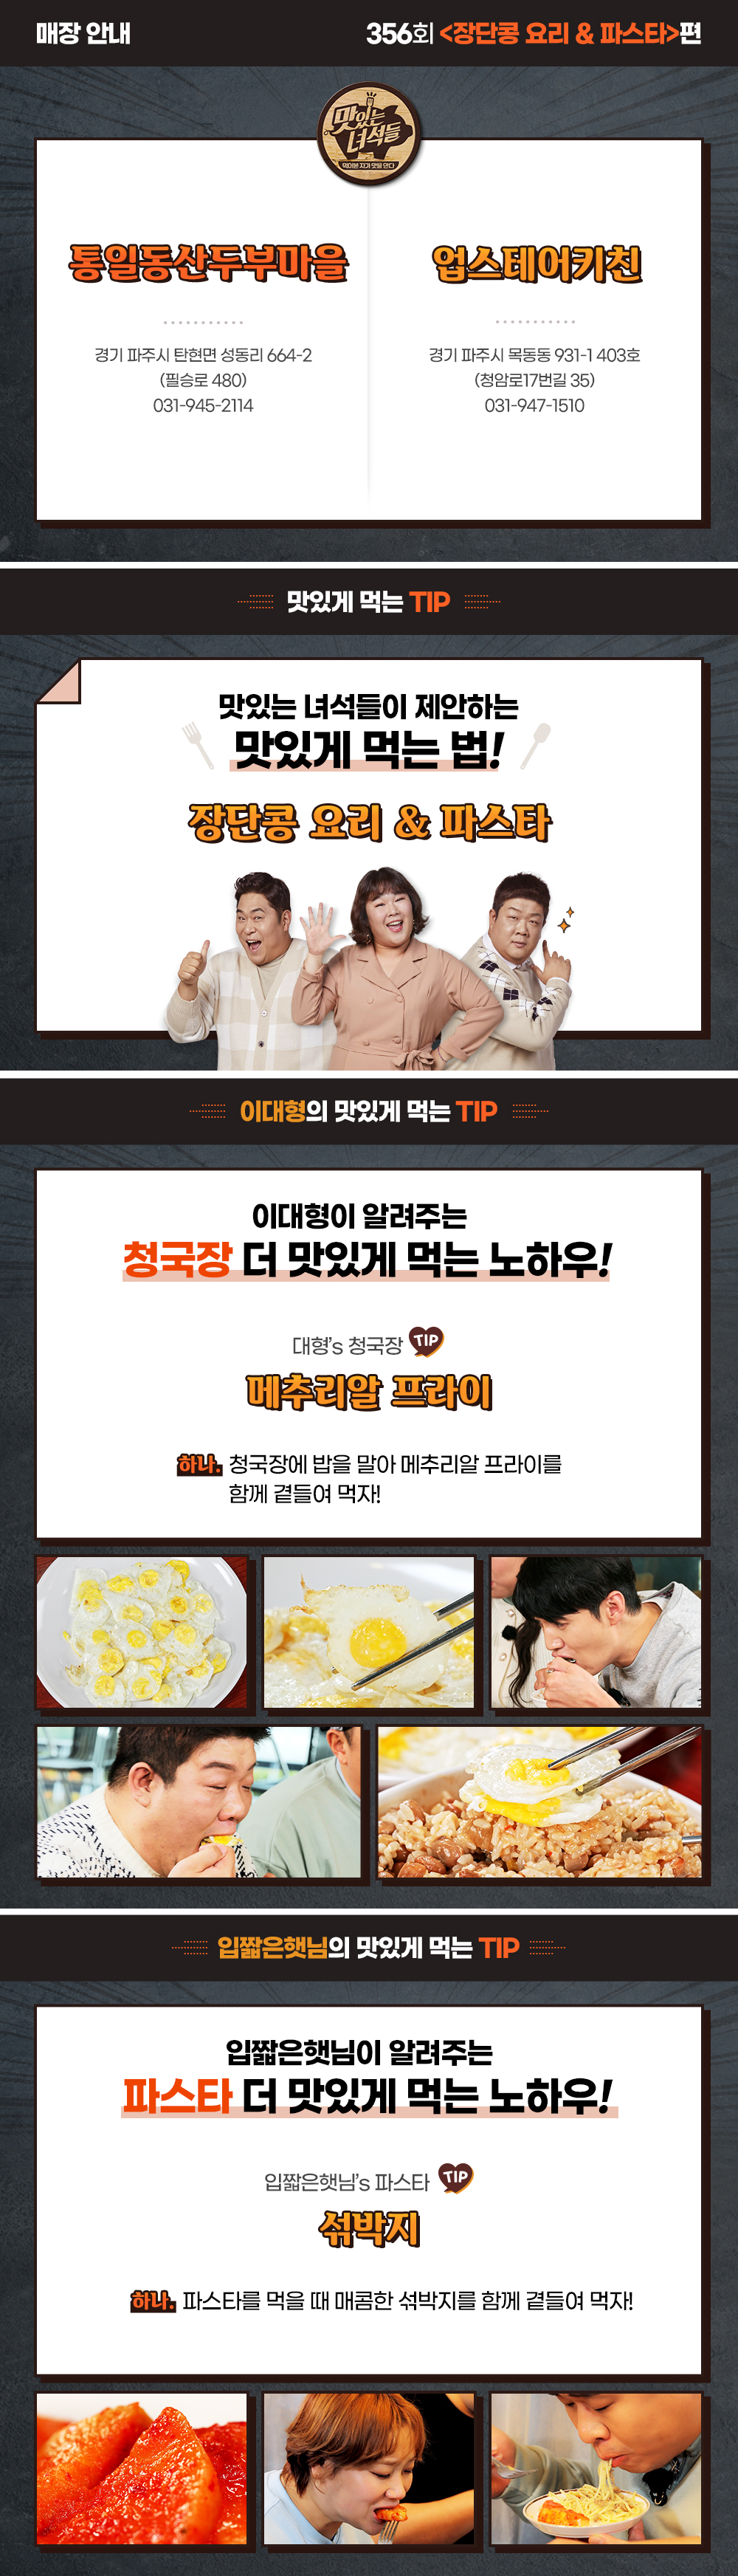 매장 안내
356회 <장단콩 요리 & 파스타>편
맛있는
녀석들
먹어본 자가 맛을 안다
통일동산두부마을
경기 파주시 탄현면 성동리 664-2
(필승로 480)
031-945-2114
업스테어키친
경기 파주시 목동동 931-1 403호
(청암로17번길 35)
031-947-1510
맛있게 먹는 TIP
맛있는 녀석들이 제안하는
맛있게 먹는 법!
장단콩 요리 & 파스타
이대형의 맛있게 먹는 TIP
이대형이 알려주는
청국장 더 맛있게 먹는 노하우!
대형's 청국장 TIP
메추리알 프라이
하나. 청국장에 밥을 말아 메추리알 프라이를
함께 곁들여 먹자!
입짧은햇님의 맛있게 먹는 TIP
입짧은햇님이 알려주는
파스타 더 맛있게 먹는 노하우!
입짧은햇님's 파스타 TIP
섞박지
하나. 파스타를 먹을 때 매콤한 섞박지를 함께 곁들여 먹자!